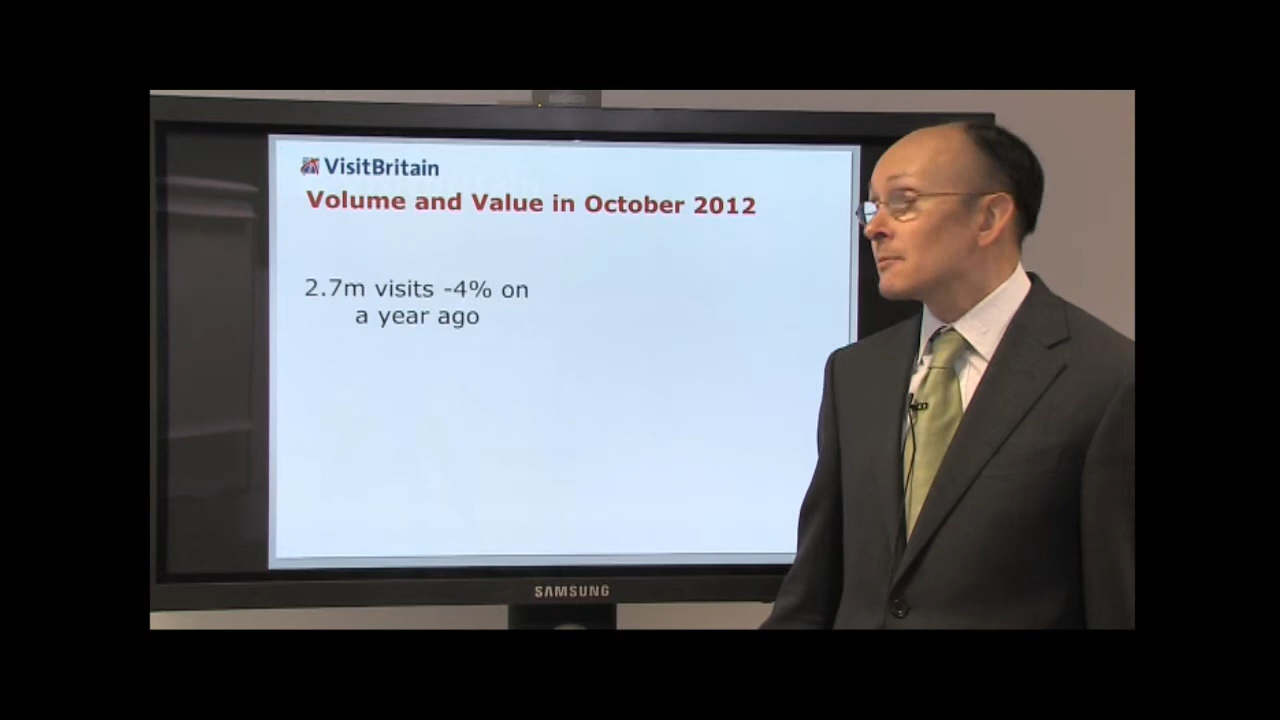 VisitBritain
Volume and Value in October 2012
2.7m visits -4% on
a year ago
SAMSUNG